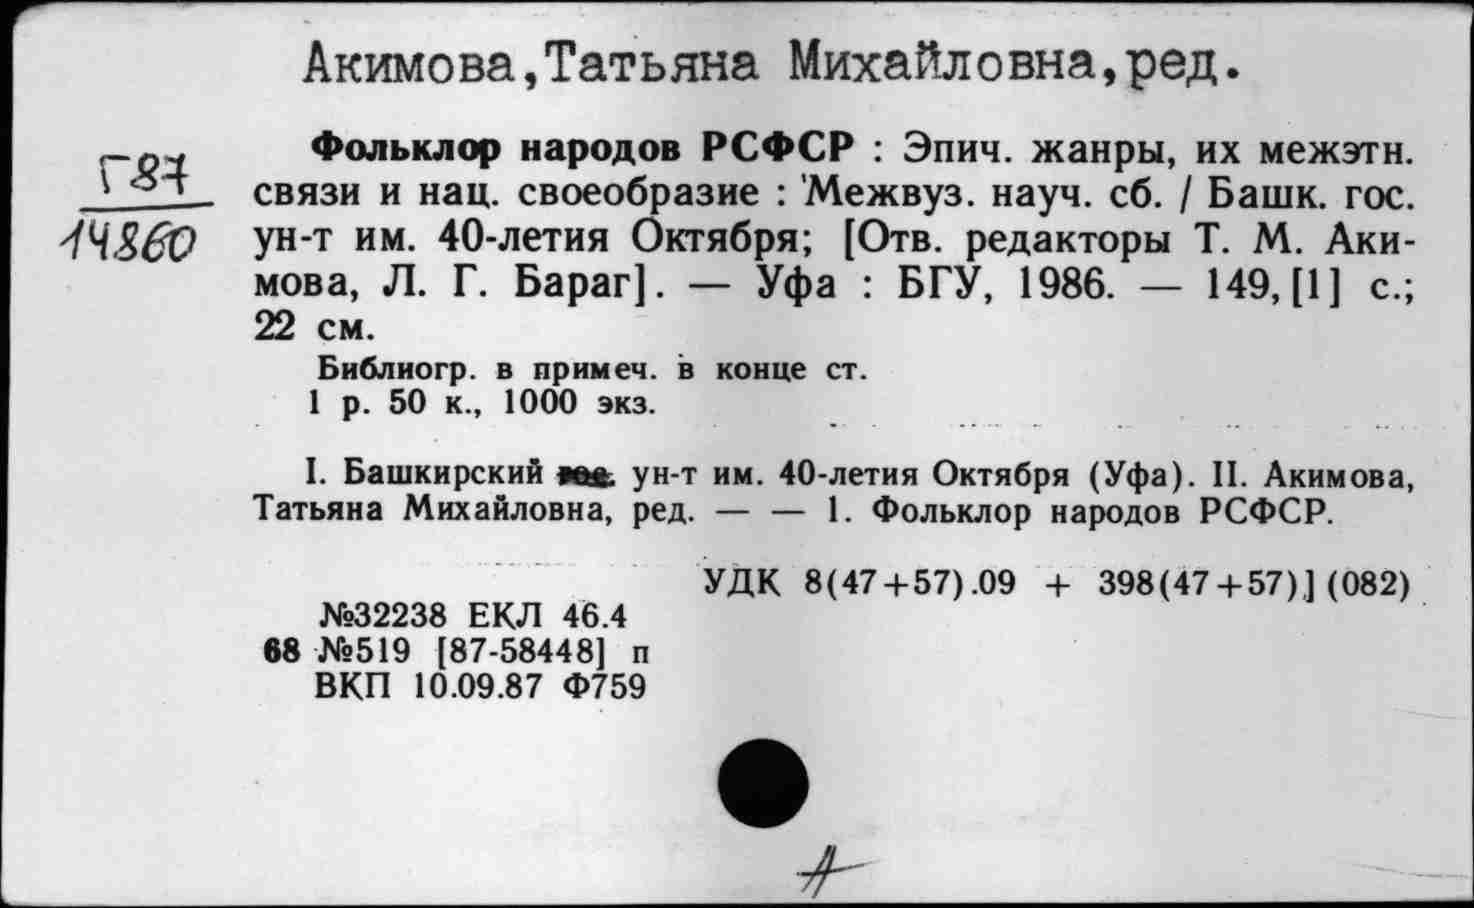 Акимова,Татьяна Михайловна,ред.
Г87
14860
Фольклор народов РСФСР : Эпич. жанры, их межэтн.
связи и нац. своеобразие : Межвуз. науч. сб. / Башк. гос.
ун-т им. 40-летия Октября; [Отв. редакторы Т. М. Аки-
мова, Л. Г. Бараг]. — Уфа : БГУ, 1986. — 149, [1] с.;
22 см.
Библиогр. в примеч. в конце ст.
1 р. 50 к., 1000 экз.
I. Башкирский ун-т им. 40-летия Октября (Уфа). II. Акимова,
Татьяна Михайловна, ред. — — 1. Фольклор народов РСФСР.
УДК 8(47+57).09 + 398(47+57)](082)
№32238 ЕКЛ 46.4
68 №519 [87-58448] п
ВКП 10.09.87 Ф759